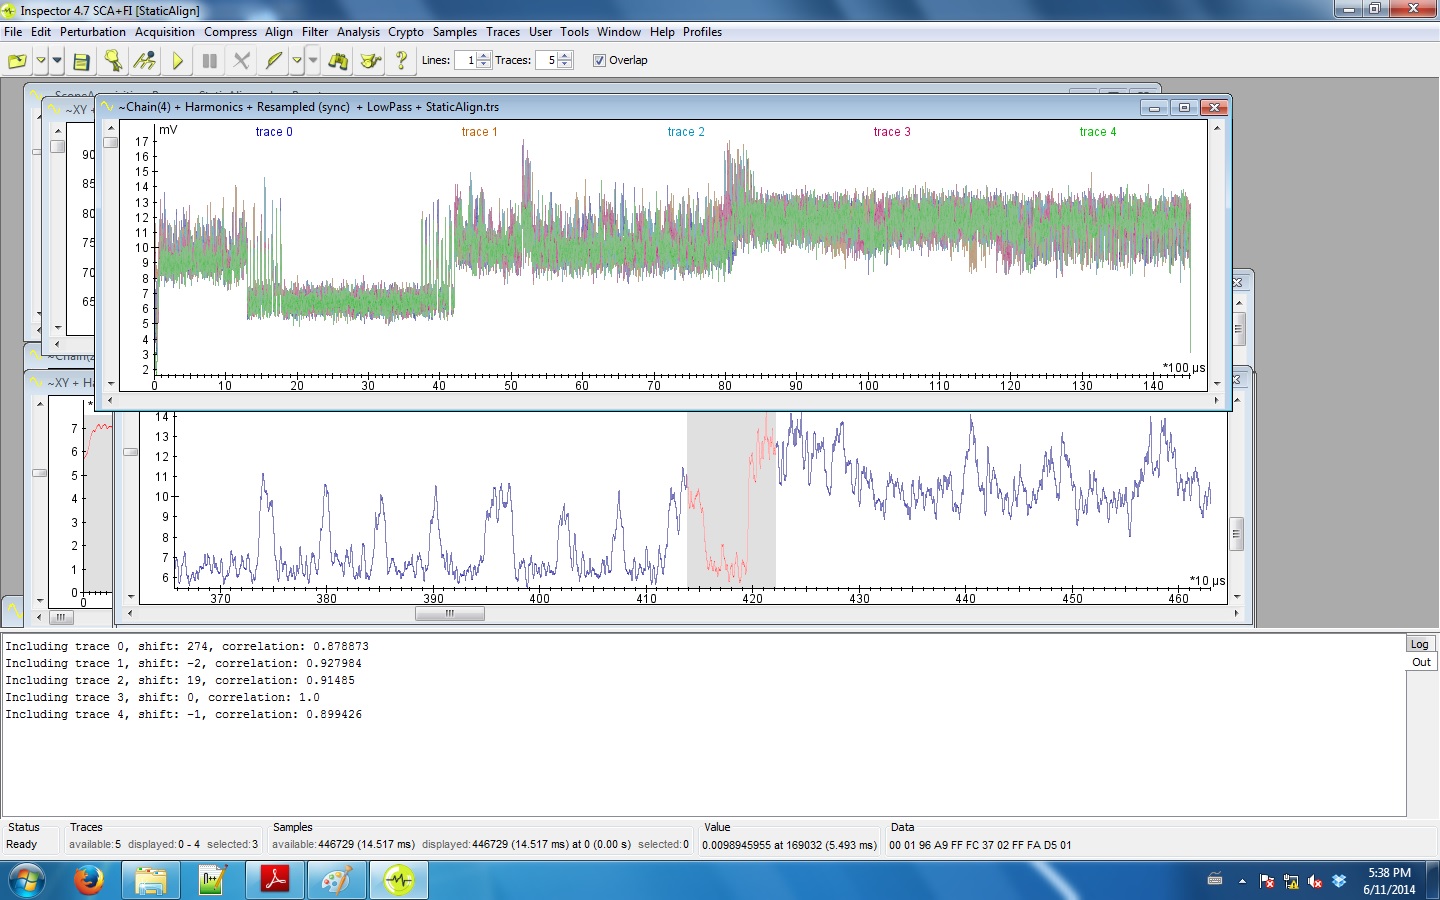 Inspector 4.7 SCA+FI [StaticAlign]
File Edit Perturbation Acquisition Compress Align Filter Analysis Crypto Samples Traces User Tools Window Help Profiles
Lines: 1 Traces: 5 Overlap
~XY +
~Chain(4) + Harmonics + Resampled (sync) + LowPass + StaticAlign.trs
mV trace 0 trace 1 trace 2 trace 3 trace 4
17
16
15
14
13
12
11
10
9
8
7
6
5
4
3
2
*100 µs
0 10 20 30 40 50 60 70 80 90 100 110 120 130 140
90
85
80
75
70
65
~Chain(2
~XY + Ha
7
6
5
4
3
2
1
0
0
14
13
12
11
10
9
8
7
6
*10 µs
370 380 390 400 410 420 430 440 450 460
Including trace 0, shift: 274, correlation: 0.878873
Including trace 1, shift: -2, correlation: 0.927984
Including trace 2, shift: 19, correlation: 0.91485
Including trace 3, shift: 0, correlation: 1.0
Including trace 4, shift: -1, correlation: 0.899426
Log
Out
Status Traces Samples Value Data
Ready available: 5 displayed: 0 - 4 selected: 3 available: 446729 (14.517 ms) displayed: 446729 (14.517 ms) at 0 (0.00 s) selected: 0 0.0098945955 at 169032 (5.493 ms) 00 01 96 A9 FF FC 37 02 FF FA D5 01
5:38 PM
6/11/2014